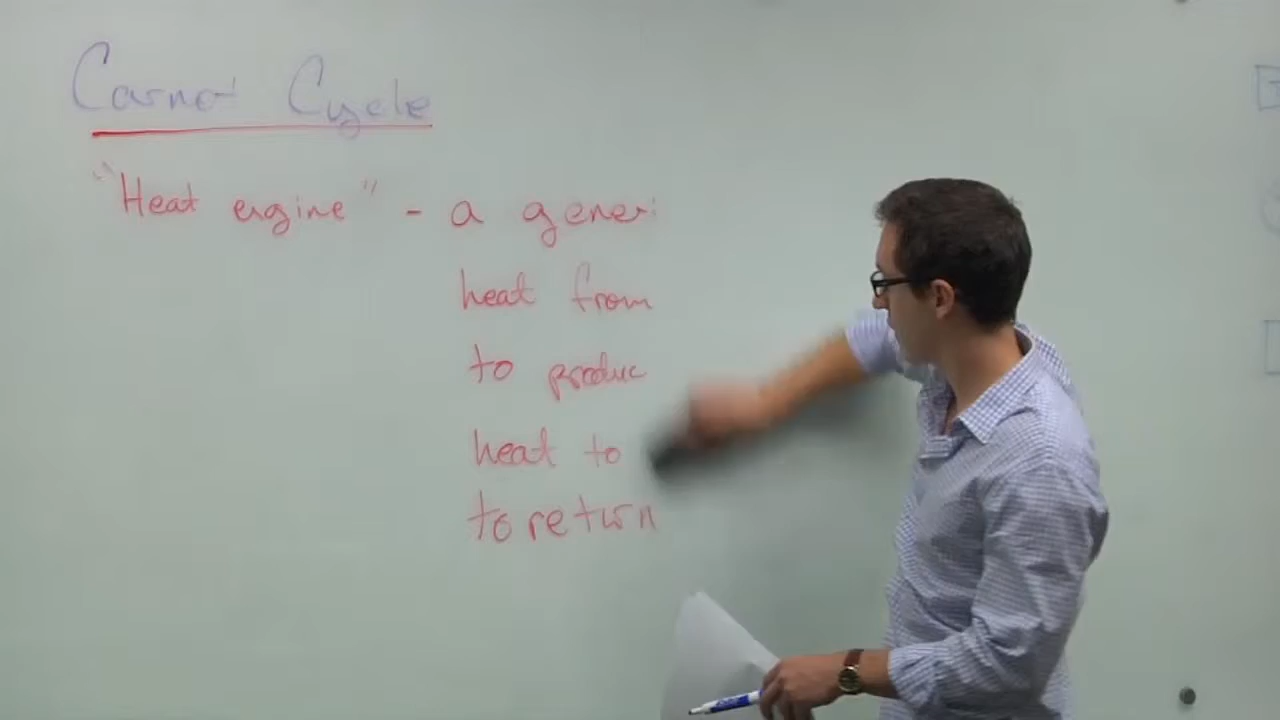 Carnot Cycle
"Heat engine" - a generi
heat from
to produc
heat to
to return